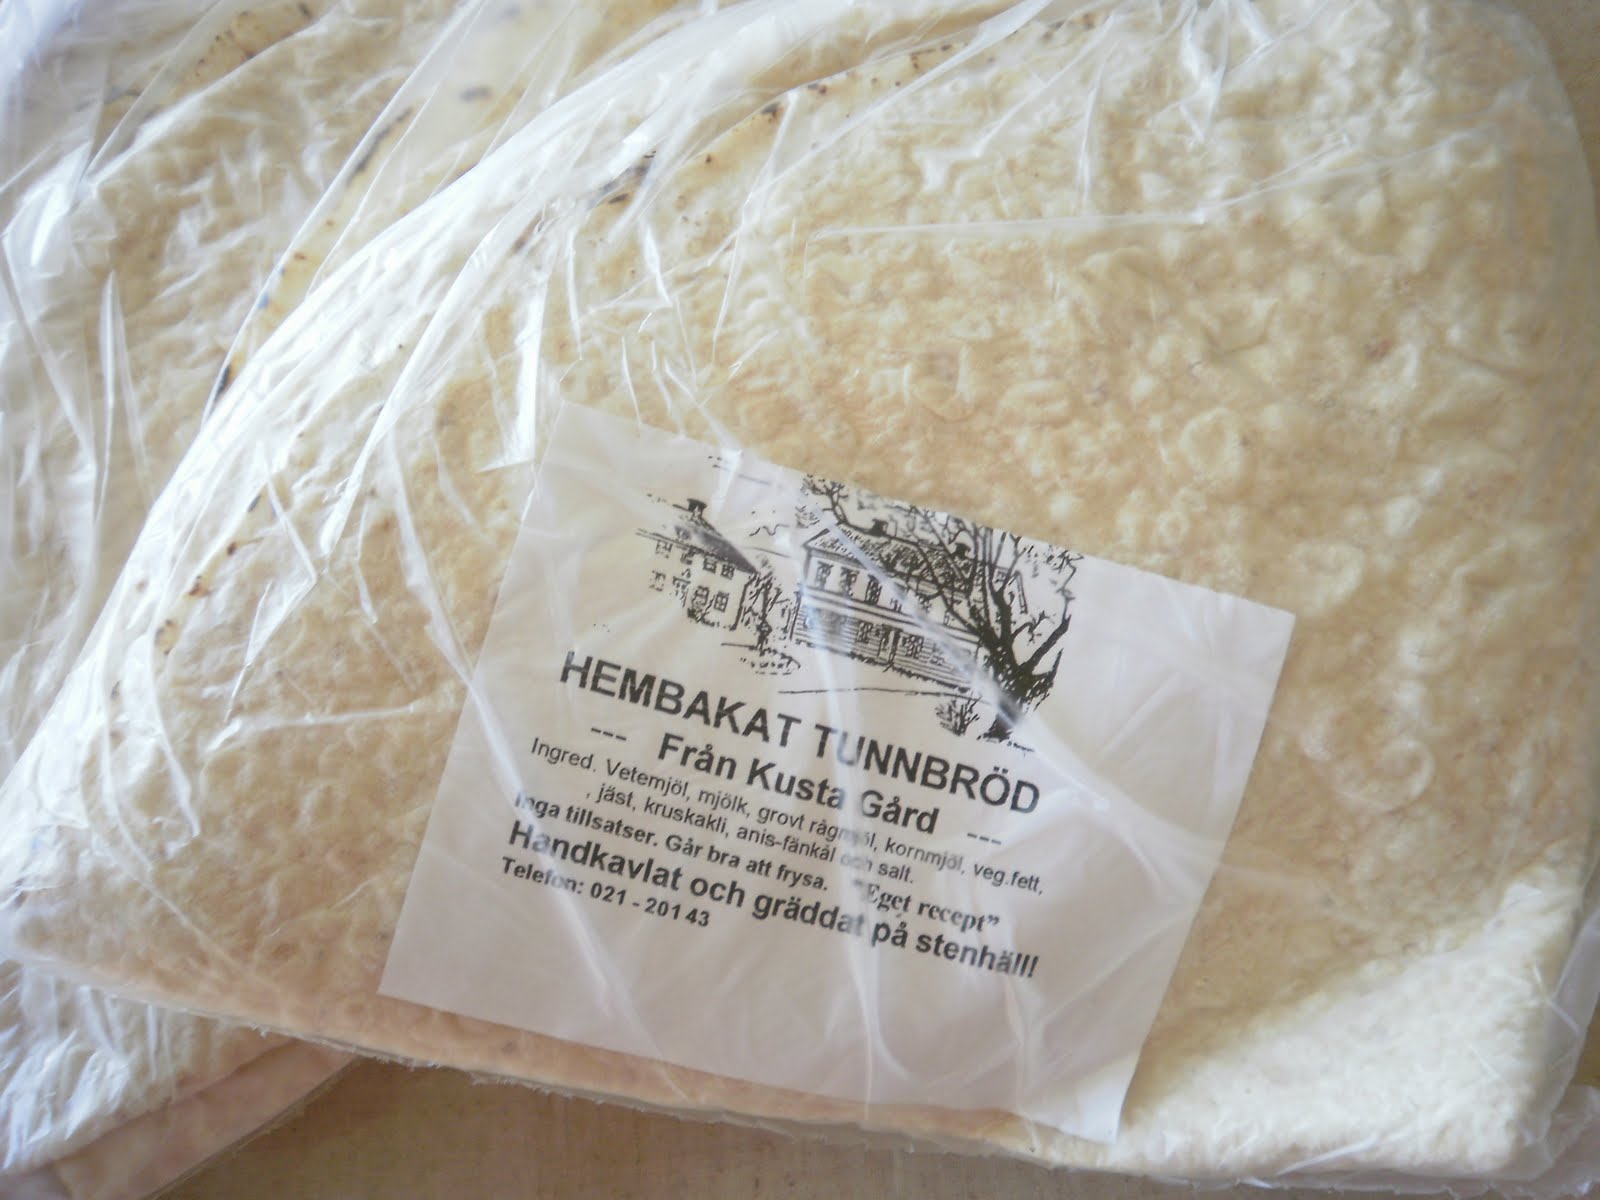 HEMBAKAT TUNNBRÖD
--- Från Kusta Gård ---
Ingred. Vetemjöl, mjölk, grovt rågmjöl, kornmjöl, veg.fett,
, jäst, kruskakli, anis-fänkål och salt.
Inga tillsatser. Går bra att frysa. "Eget recept"
Handkavlat och gräddat på stenhäll!
Telefon: 021 - 201 43